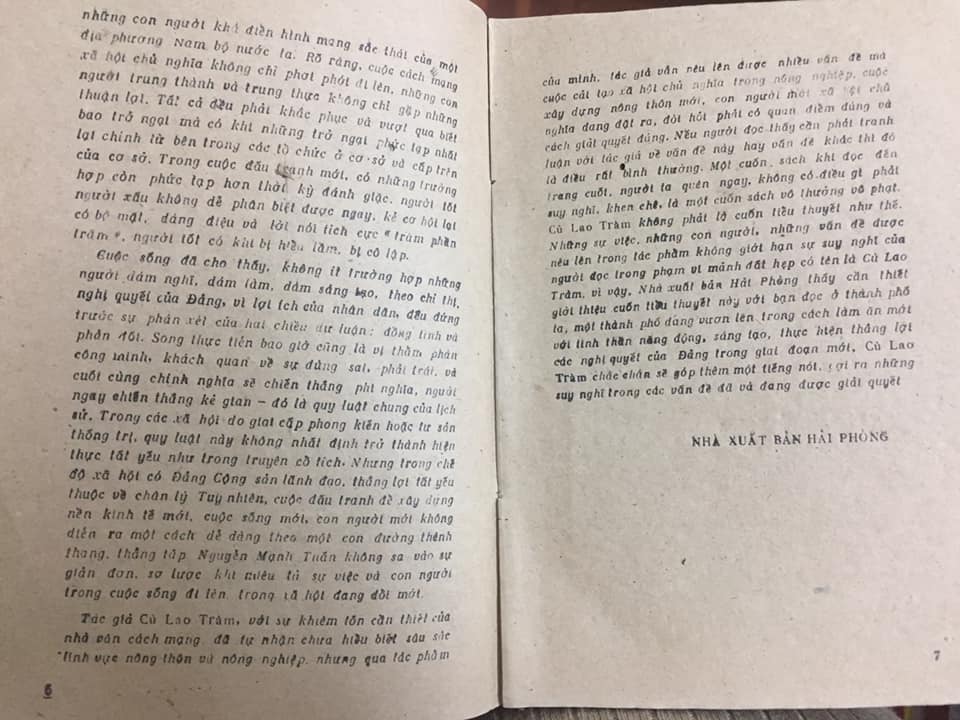 những con người khá điển hình mang sắc thái của một
địa phương Nam bộ nước ta. Rõ ràng, cuộc cách mạng
xã hội chủ nghĩa không chỉ phơi phới đi lên, những con
người trung thành và trung thực không chỉ gặp những
thuận lợi. Tất cả đều phải khắc phục và vượt qua biết
bao trở ngại mà có khi những trở ngại phức tạp nhất
lại chính từ bên trong các tổ chức ở cơ sở và cấp trên
của cơ sở. Trong cuộc đấu tranh mới, có những trường
hợp còn phức tạp hơn thời kỳ đánh giặc, người tốt
người xấu không dễ phân biệt được ngay, kẻ cơ hội lại
có bộ mặt, dáng điệu và lời nói tích cực "trăm phần
trăm", người tốt có khi bị hiểu lầm, bị cô lập.
Cuộc sống đã cho thấy, không ít trường hợp những
người dám nghĩ, dám làm, dám sáng tạo, theo chỉ thị,
nghị quyết của Đảng, vì lợi ích của nhân dân, đều đứng
trước sự phán xét của hai chiều dư luận: đồng tình và
phản đối. Song thực tiễn bao giờ cũng là vị thẩm phán
công minh, khách quan về sự đúng sai, phải trái, và
cuối cùng chính nghĩa sẽ chiến thắng phi nghĩa, người
ngay chiến thắng kẻ gian - đó là quy luật chung của lịch
sử. Trong các xã hội do giai cấp phong kiến hoặc tư sản
thống trị, quy luật này không nhất định trở thành hiện
thực tất yếu như trong truyện cổ tích. Nhưng trong chế
độ xã hội có Đảng Cộng sản lãnh đạo, thắng lợi tất yếu
thuộc về chân lý Tuy nhiên, cuộc đấu tranh để xây dựng
nền kinh tế mới, cuộc sống mới, con người mới không
diễn ra một cách dễ dàng theo một con đường thênh
thang, thẳng tắp Nguyễn Mạnh Tuấn không sa vào sự
giản đơn, sơ lược khi miêu tả sự việc và con người
trong cuộc sống đi lên, trong xã hội đang đổi mới.
Tác giả Cù Lao Tràm, với sự khiêm tốn cần thiết của
nhà văn cách mạng, đã tự nhận chưa hiểu biết sâu sắc
lĩnh vực nông thôn và nông nghiệp, nhưng qua tác phẩm
6
của mình, tác giả vẫn nêu lên được nhiều vấn đề mà
cuộc cải tạo xã hội chủ nghĩa trong nông nghiệp, cuộc
xây dựng nông thôn mới, con người mới xã hội chủ
nghĩa đang đặt ra, đòi hỏi phải có quan điểm đúng và
cách giải quyết đúng. Nếu người đọc thấy cần phải tranh
luận với tác giả về vấn đề này hay vấn đề khác thì đó
là điều rất bình thường. Một cuốn sách khi đọc đến
trang cuối, người ta quên ngay, không có điều gì phải
suy nghĩ, khen chê, là một cuốn sách vô thưởng vô phạt.
Cù Lao Tràm không phải là cuốn tiểu thuyết như thế.
Những sự việc, những con người, những vấn đề được
nêu lên trong tác phẩm không giới hạn sự suy nghĩ của
người đọc trong phạm vi mảnh đất hẹp có tên là Cù Lao
Tràm, vì vậy, Nhà xuất bản Hải Phòng thấy cần thiết
giới thiệu cuốn tiểu thuyết này với bạn đọc ở thành phố
ta, một thành phố đang vươn lên trong cách làm ăn mới
với tinh thần năng động, sáng tạo, thực hiện thắng lợi
các nghị quyết của Đảng trong giai đoạn mới. Cù Lao
Tràm chắc chắn sẽ góp thêm một tiếng nói, gợi ra những
suy nghĩ trong các vấn đề đã và đang được giải quyết
NHÀ XUẤT BẢN HẢI PHÒNG
7